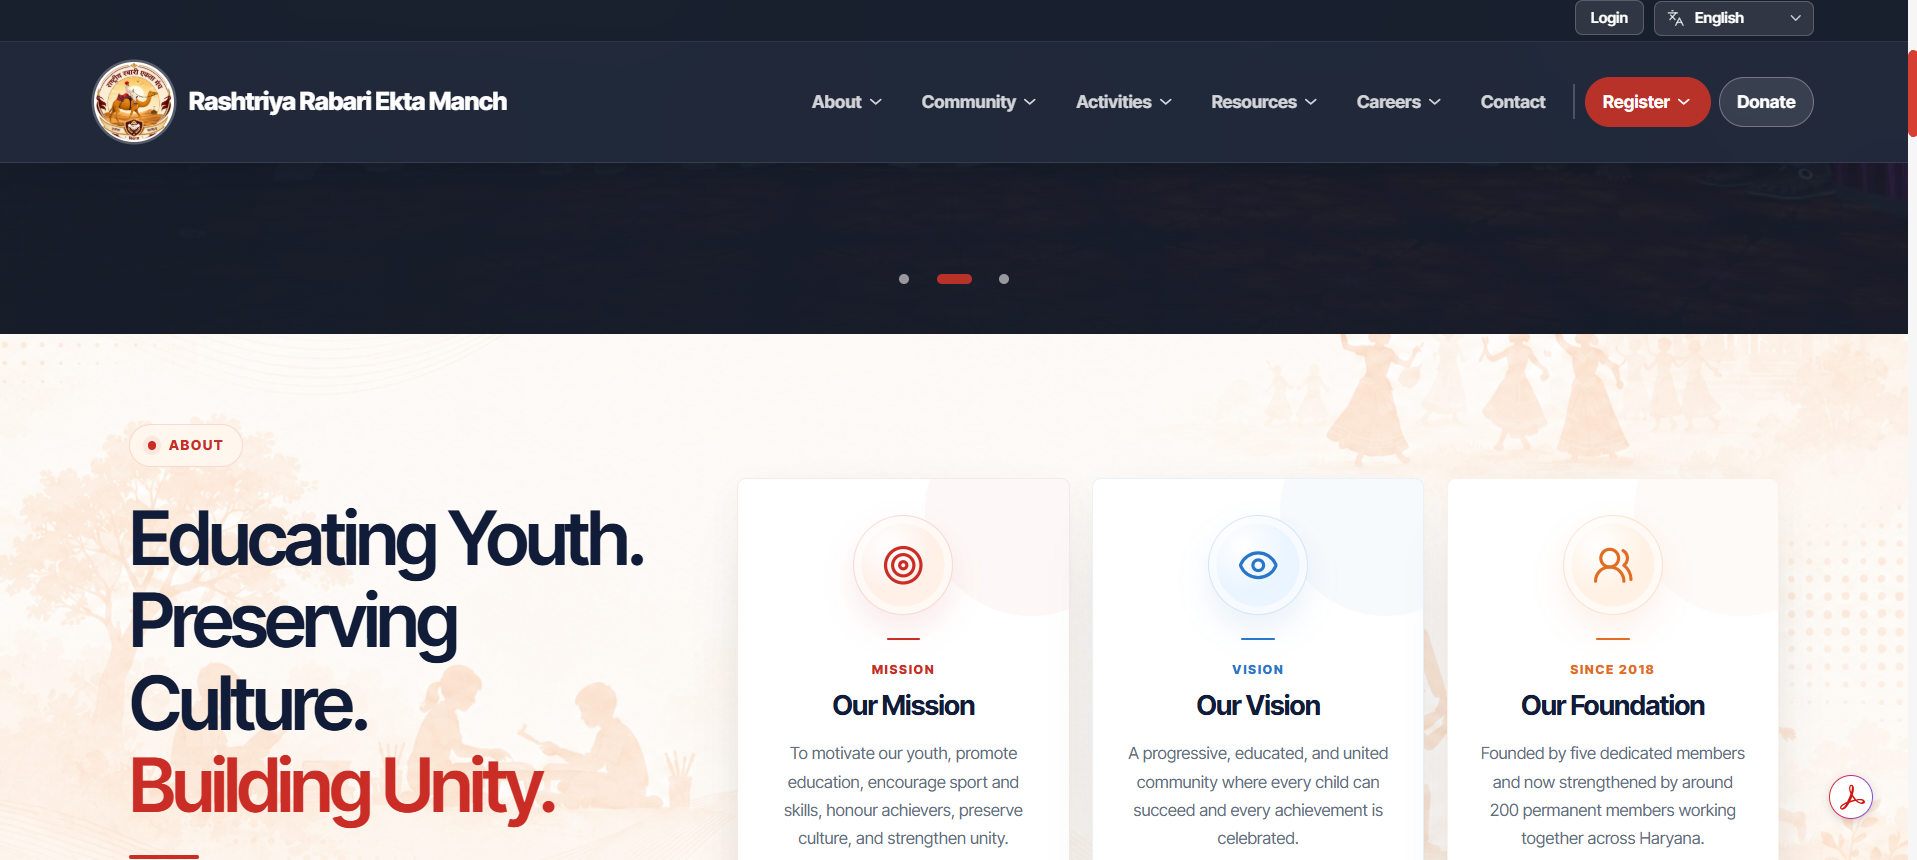 Login
English
Rashtriya Rabari Ekta Manch
About
Community
Activities
Resources
Careers
Contact
Register
Donate
ABOUT
Educating Youth.
Preserving
Culture.
Building Unity.
MISSION
Our Mission
To motivate our youth, promote
education, encourage sport and
skills, honour achievers, preserve
culture, and strengthen unity.
VISION
Our Vision
A progressive, educated, and united
community where every child can
succeed and every achievement is
celebrated.
SINCE 2018
Our Foundation
Founded by five dedicated members
and now strengthened by around
200 permanent members working
together across Haryana.